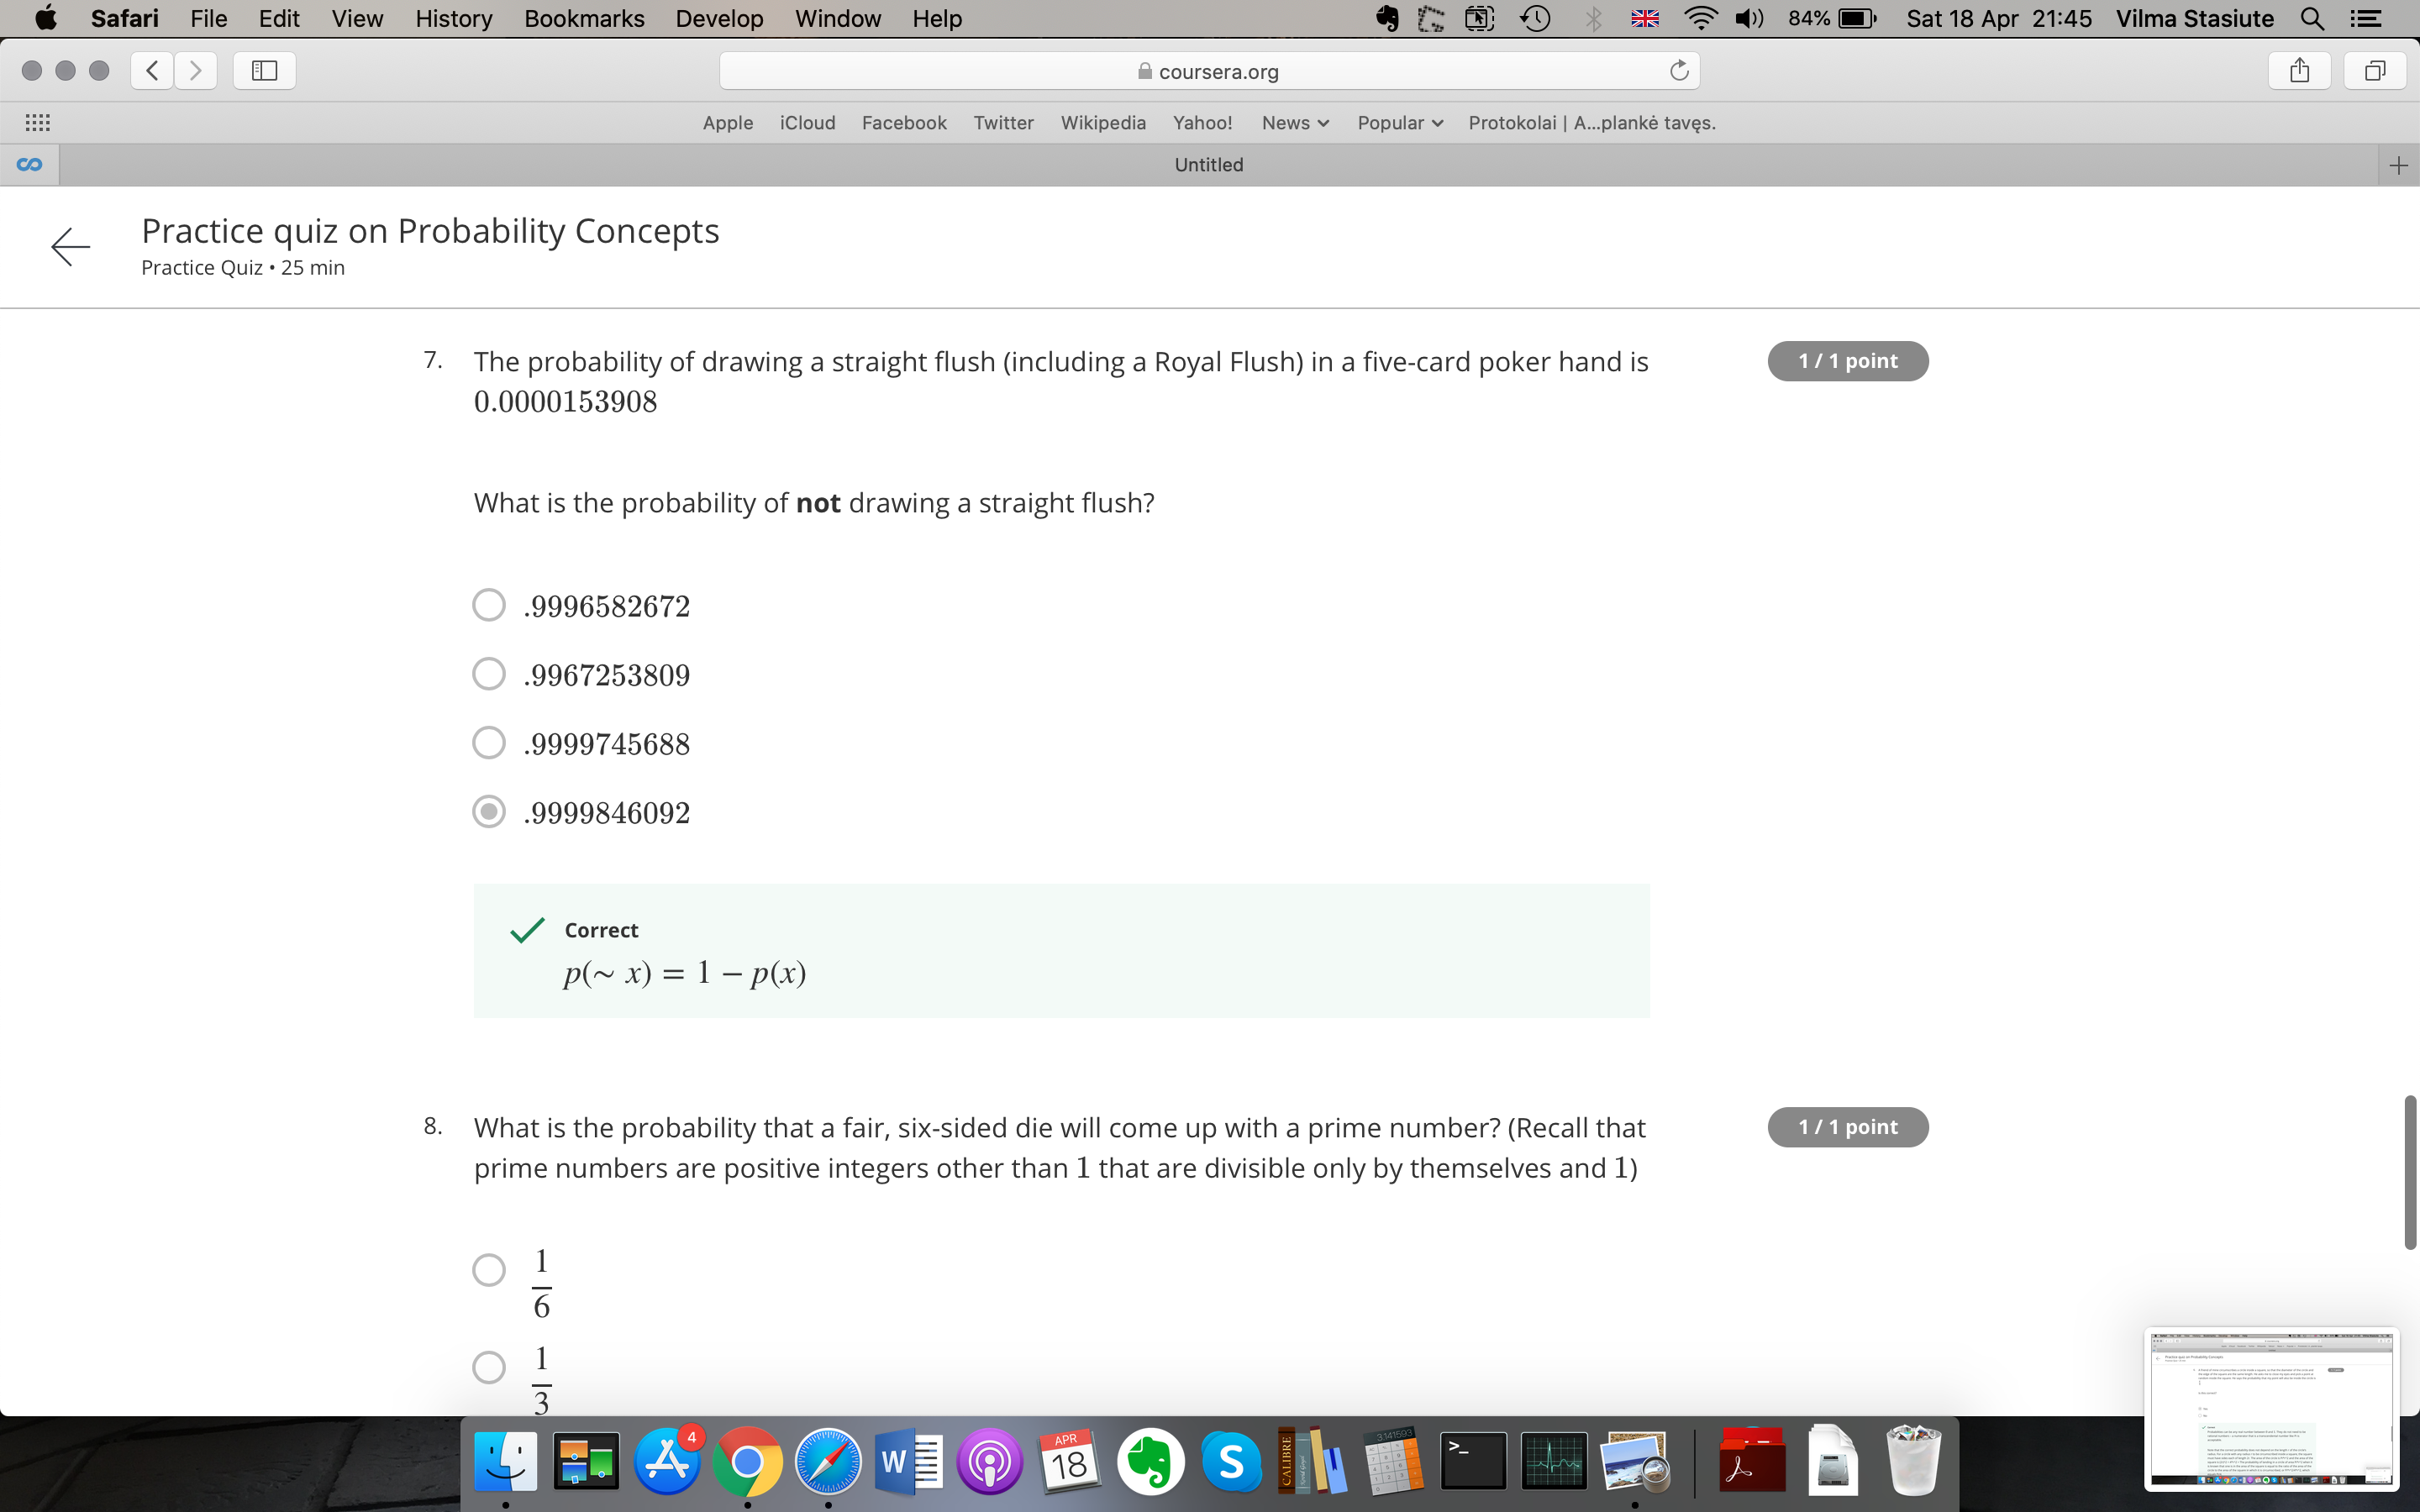 Safari File Edit View History Bookmarks Develop Window Help 84% Sat 18 Apr 21:45 Vilma Stasiute
coursera.org
Apple iCloud Facebook Twitter Wikipedia Yahoo! News Popular Protokolai | A...plankė tavęs.
Untitled
Practice quiz on Probability Concepts
Practice Quiz • 25 min
7. The probability of drawing a straight flush (including a Royal Flush) in a five-card poker hand is 1 / 1 point
0.0000153908
What is the probability of not drawing a straight flush?
.9996582672
.9967253809
.9999745688
.9999846092
Correct
p(∼ x) = 1 – p(x)
8. What is the probability that a fair, six-sided die will come up with a prime number? (Recall that 1 / 1 point
prime numbers are positive integers other than 1 that are divisible only by themselves and 1)
1
6
1
3
4
APR
18
W
S
CALIBRE
3.141593
>_